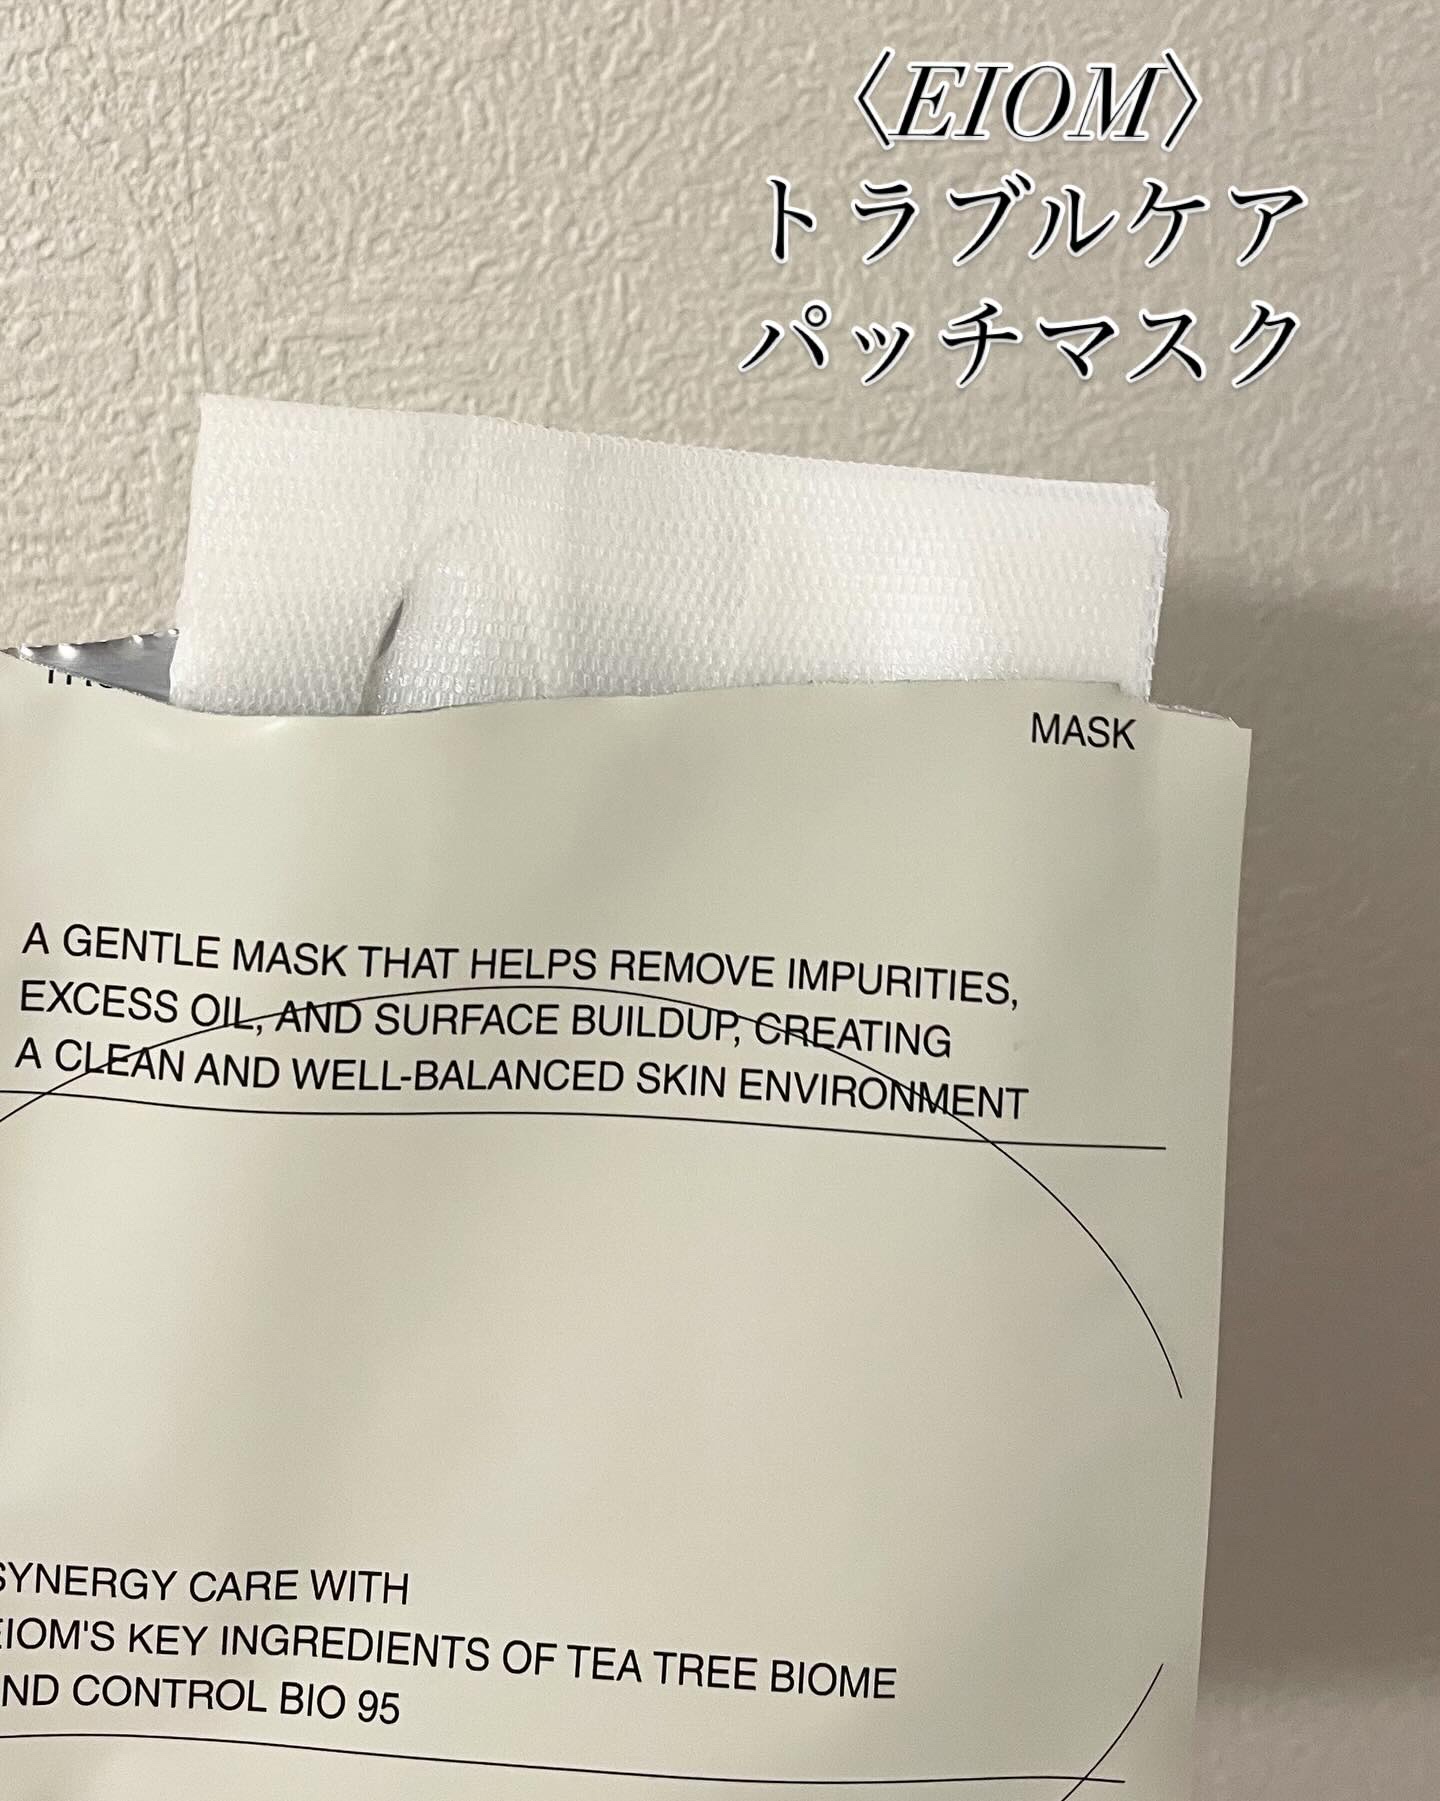 〈EIOM〉
トラブルケア
パッチマスク
MASK
A GENTLE MASK THAT HELPS REMOVE IMPURITIES,
EXCESS OIL, AND SURFACE BUILDUP, CREATING
A CLEAN AND WELL-BALANCED SKIN ENVIRONMENT
SYNERGY CARE WITH
EIOM'S KEY INGREDIENTS OF TEA TREE BIOME
AND CONTROL BIO 95